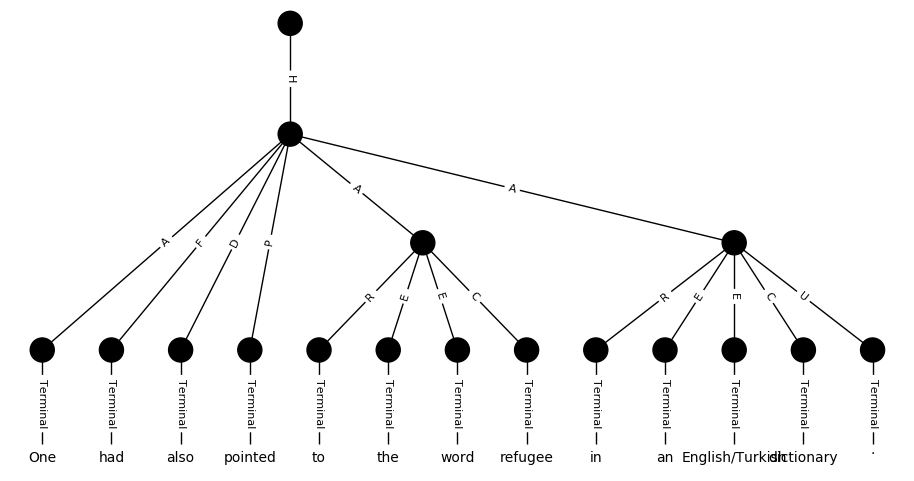 H
A
A
A F D P
R E E C
R E E C U
Terminal Terminal Terminal Terminal Terminal Terminal Terminal Terminal Terminal Terminal Terminal Terminal Terminal
One had also pointed to the word refugee in an English/Turkish dictionary .